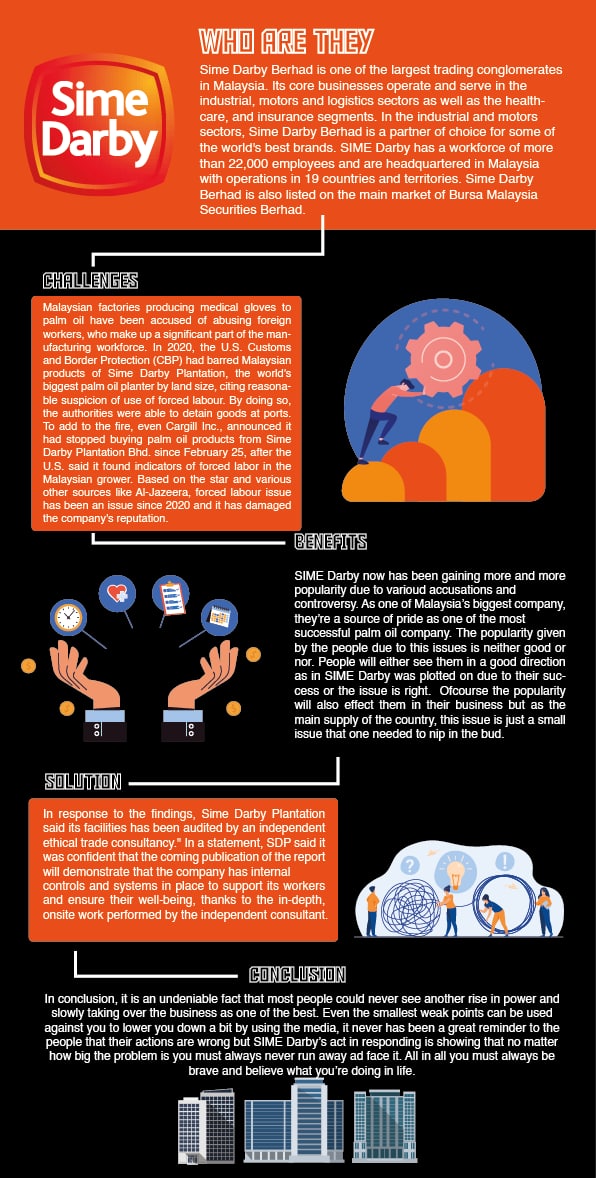 WHO ARE THEY
Sime
Darby
Sime Darby Berhad is one of the largest trading conglomerates
in Malaysia. Its core businesses operate and serve in the
industrial, motors and logistics sectors as well as the health-
care, and insurance segments. In the industrial and motors
sectors, Sime Darby Berhad is a partner of choice for some of
the world's best brands. SIME Darby has a workforce of more
than 22,000 employees and are headquartered in Malaysia
with operations in 19 countries and territories. Sime Darby
Berhad is also listed on the main market of Bursa Malaysia
Securities Berhad.
CHALLENGES
Malaysian factories producing medical gloves to
palm oil have been accused of abusing foreign
workers, who make up a significant part of the man-
ufacturing workforce. In 2020, the U.S. Customs
and Border Protection (CBP) had barred Malaysian
products of Sime Darby Plantation, the world's
biggest palm oil planter by land size, citing reasona-
ble suspicion of use of forced labour. By doing so,
the authorities were able to detain goods at ports.
To add to the fire, even Cargill Inc., announced it
had stopped buying palm oil products from Sime
Darby Plantation Bhd. since February 25, after the
U.S. said it found indicators of forced labor in the
Malaysian grower. Based on the star and various
other sources like Al-Jazeera, forced labour issue
has been an issue since 2020 and it has damaged
the company's reputation.
BENEFITS
SIME Darby now has been gaining more and more
popularity due to varioud accusations and
controversy. As one of Malaysia's biggest company,
they're a source of pride as one of the most
successful palm oil company. The popularity given
by the people due to this issues is neither good or
nor. People will either see them in a good direction
as in SIME Darby was plotted on due to their suc-
cess or the issue is right. Ofcourse the popularity
will also effect them in their business but as the
main supply of the country, this issue is just a small
issue that one needed to nip in the bud.
SOLUTION
In response to the findings, Sime Darby Plantation
said its facilities has been audited by an independent
ethical trade consultancy." In a statement, SDP said it
was confident that the coming publication of the report
will demonstrate that the company has internal
controls and systems in place to support its workers
and ensure their well-being, thanks to the in-depth,
onsite work performed by the independent consultant.
? !
CONCLUSION
In conclusion, it is an undeniable fact that most people could never see another rise in power and
slowly taking over the business as one of the best. Even the smallest weak points can be used
against you to lower you down a bit by using the media, it never has been a great reminder to the
people that their actions are wrong but SIME Darby's act in responding is showing that no matter
how big the problem is you must always never run away ad face it. All in all you must always be
brave and believe what you're doing in life.